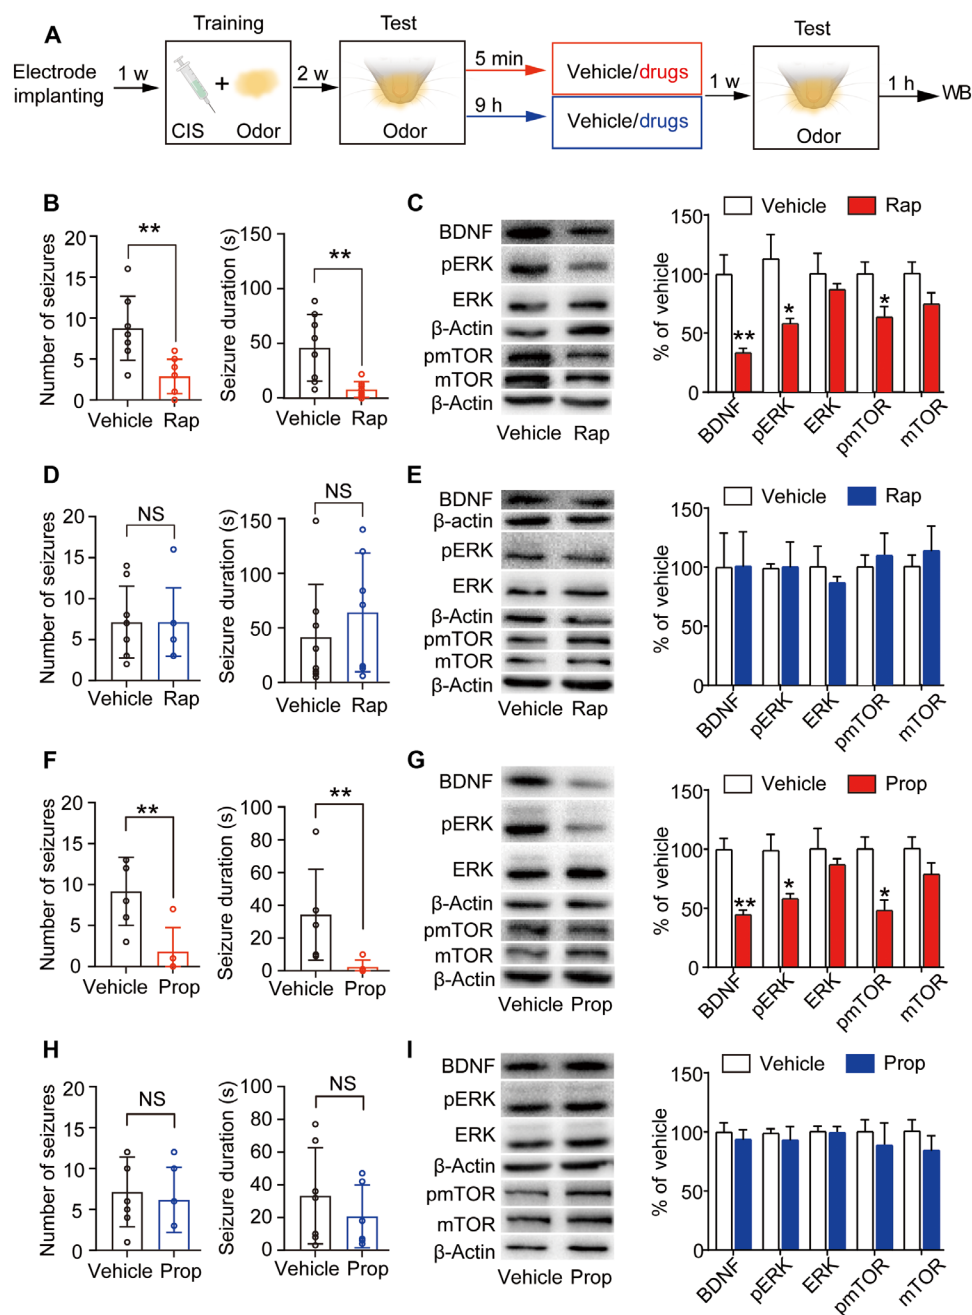 A
Training
Test
Test
Electrode
implanting
1 w
CIS
+
Odor
2 w
Odor
5 min
9 h
Vehicle/drugs
Vehicle/drugs
1 w
Odor
1 h
WB
B
Number of seizures
20
15
10
5
0
**
Vehicle Rap
Seizure duration (s)
150
100
50
0
**
Vehicle Rap
C
BDNF
pERK
ERK
β-Actin
pmTOR
mTOR
β-Actin
Vehicle Rap
Vehicle Rap
% of vehicle
150
100
50
0
**
*
*
BDNF
pERK
ERK
pmTOR
mTOR
D
Number of seizures
20
15
10
5
0
NS
Vehicle Rap
Seizure duration (s)
150
100
50
0
NS
Vehicle Rap
E
BDNF
β-actin
pERK
ERK
β-Actin
pmTOR
mTOR
β-Actin
Vehicle Rap
Vehicle Rap
% of vehicle
150
100
50
0
BDNF
pERK
ERK
pmTOR
mTOR
F
Number of seizures
20
15
10
5
0
**
Vehicle Prop
Seizure duration (s)
100
80
60
40
20
0
**
Vehicle Prop
G
BDNF
pERK
ERK
β-Actin
pmTOR
mTOR
β-Actin
Vehicle Prop
Vehicle Prop
% of vehicle
150
100
50
0
**
*
*
BDNF
pERK
ERK
pmTOR
mTOR
H
Number of seizures
20
15
10
5
0
NS
Vehicle Prop
Seizure duration (s)
100
80
60
40
20
0
NS
Vehicle Prop
I
BDNF
pERK
ERK
β-Actin
pmTOR
mTOR
β-Actin
Vehicle Prop
Vehicle Prop
% of vehicle
150
100
50
0
BDNF
pERK
ERK
pmTOR
mTOR